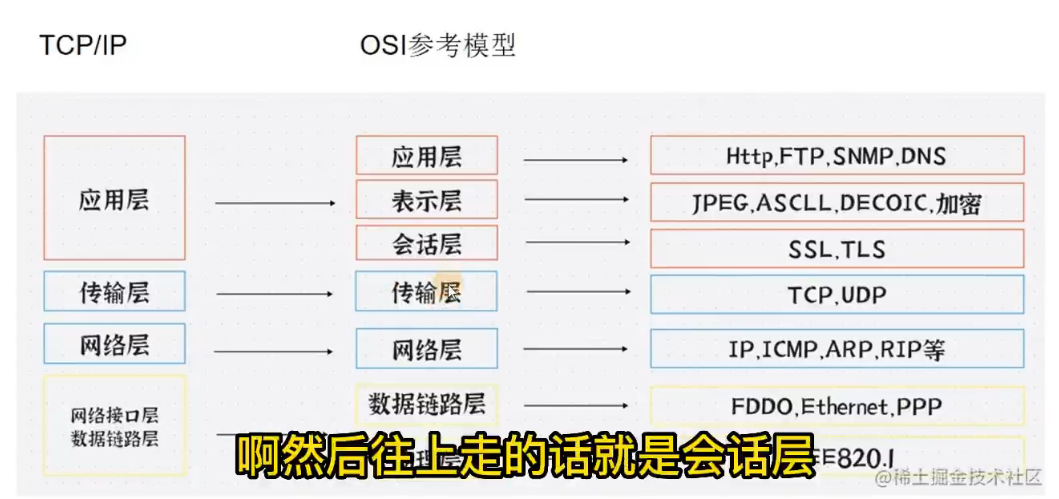 TCP/IP OSI参考模型
应用层
应用层 Http,FTP,SNMP,DNS
表示层 JPEG,ASCLL,DECOIC,加密
会话层 SSL,TLS
传输层 传输层 TCP,UDP
网络层 网络层 IP,ICMP,ARP,RIP等
网络接口层
数据链路层
数据链路层 FDDO,Ethernet,PPP
理层 E820.1
啊然后往上走的话就是会话层
@稀土掘金技术社区